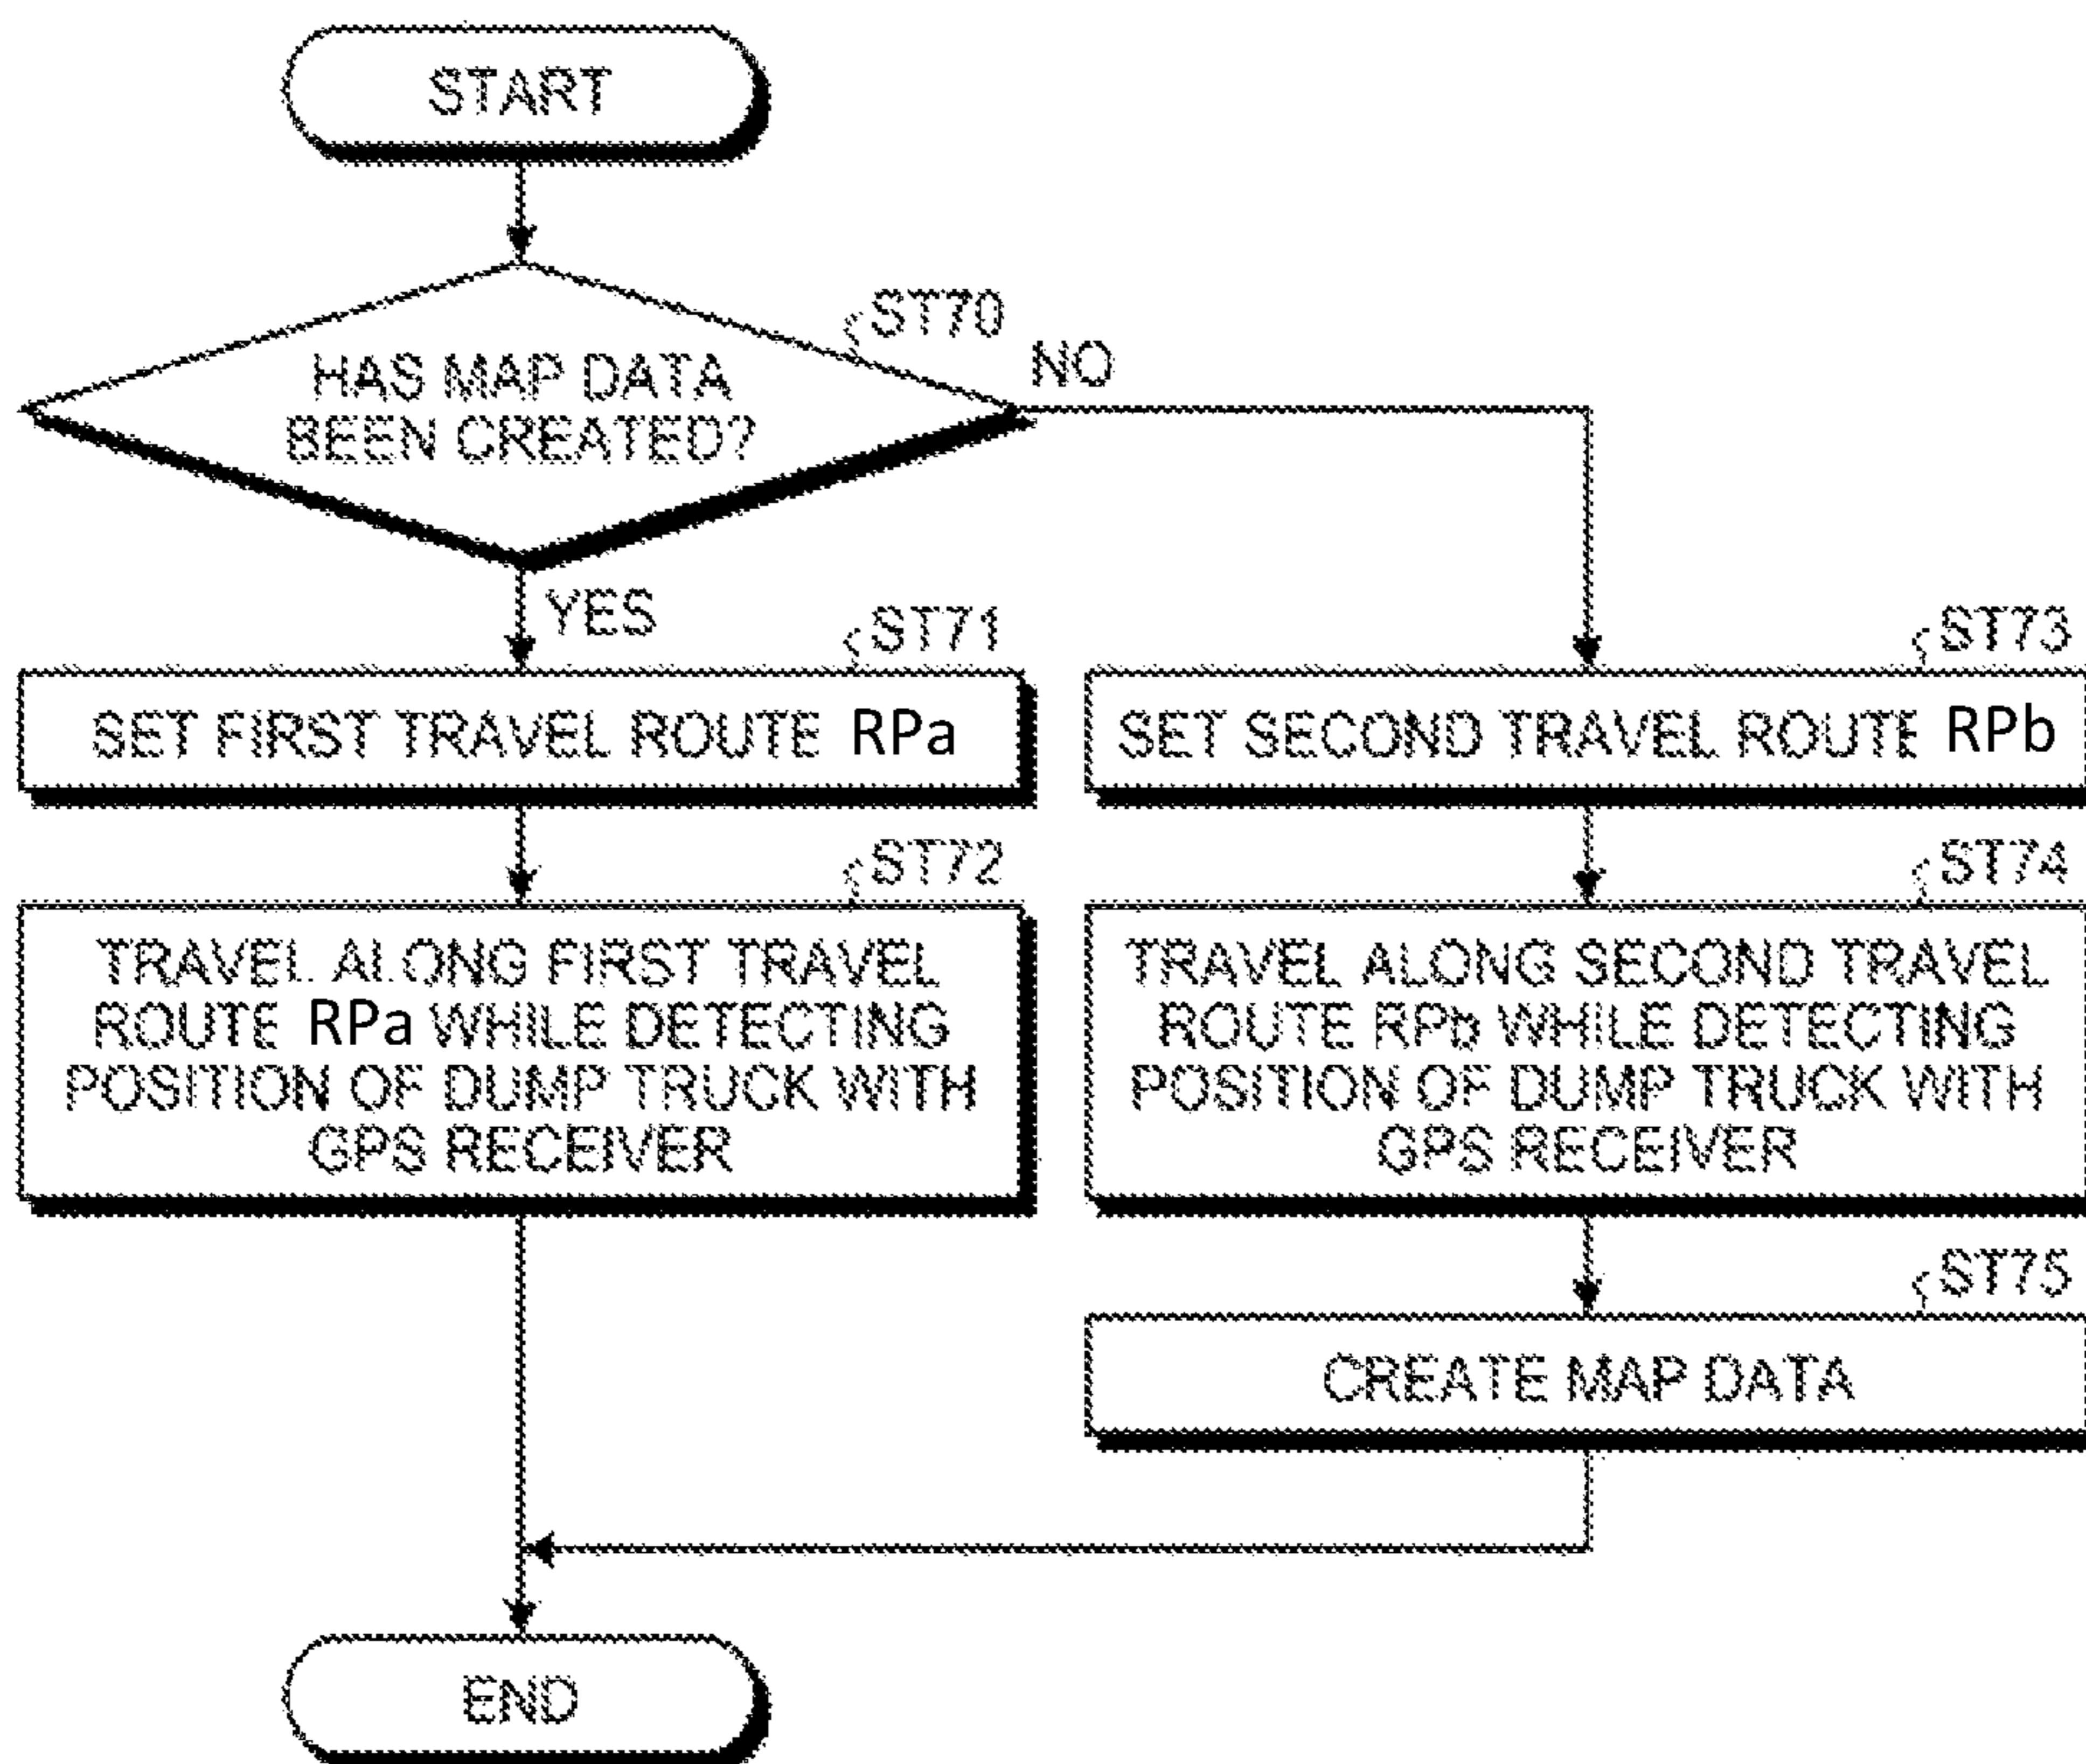 START
ST70
HAS MAP DATA
BEEN CREATED?
NO
YES
ST71
SET FIRST TRAVEL ROUTE RPa
ST72
TRAVEL ALONG FIRST TRAVEL
ROUTE RPa WHILE DETECTING
POSITION OF DUMP TRUCK WITH
GPS RECEIVER
ST73
SET SECOND TRAVEL ROUTE RPb
ST74
TRAVEL ALONG SECOND TRAVEL
ROUTE RPb WHILE DETECTING
POSITION OF DUMP TRUCK WITH
GPS RECEIVER
ST75
CREATE MAP DATA
END